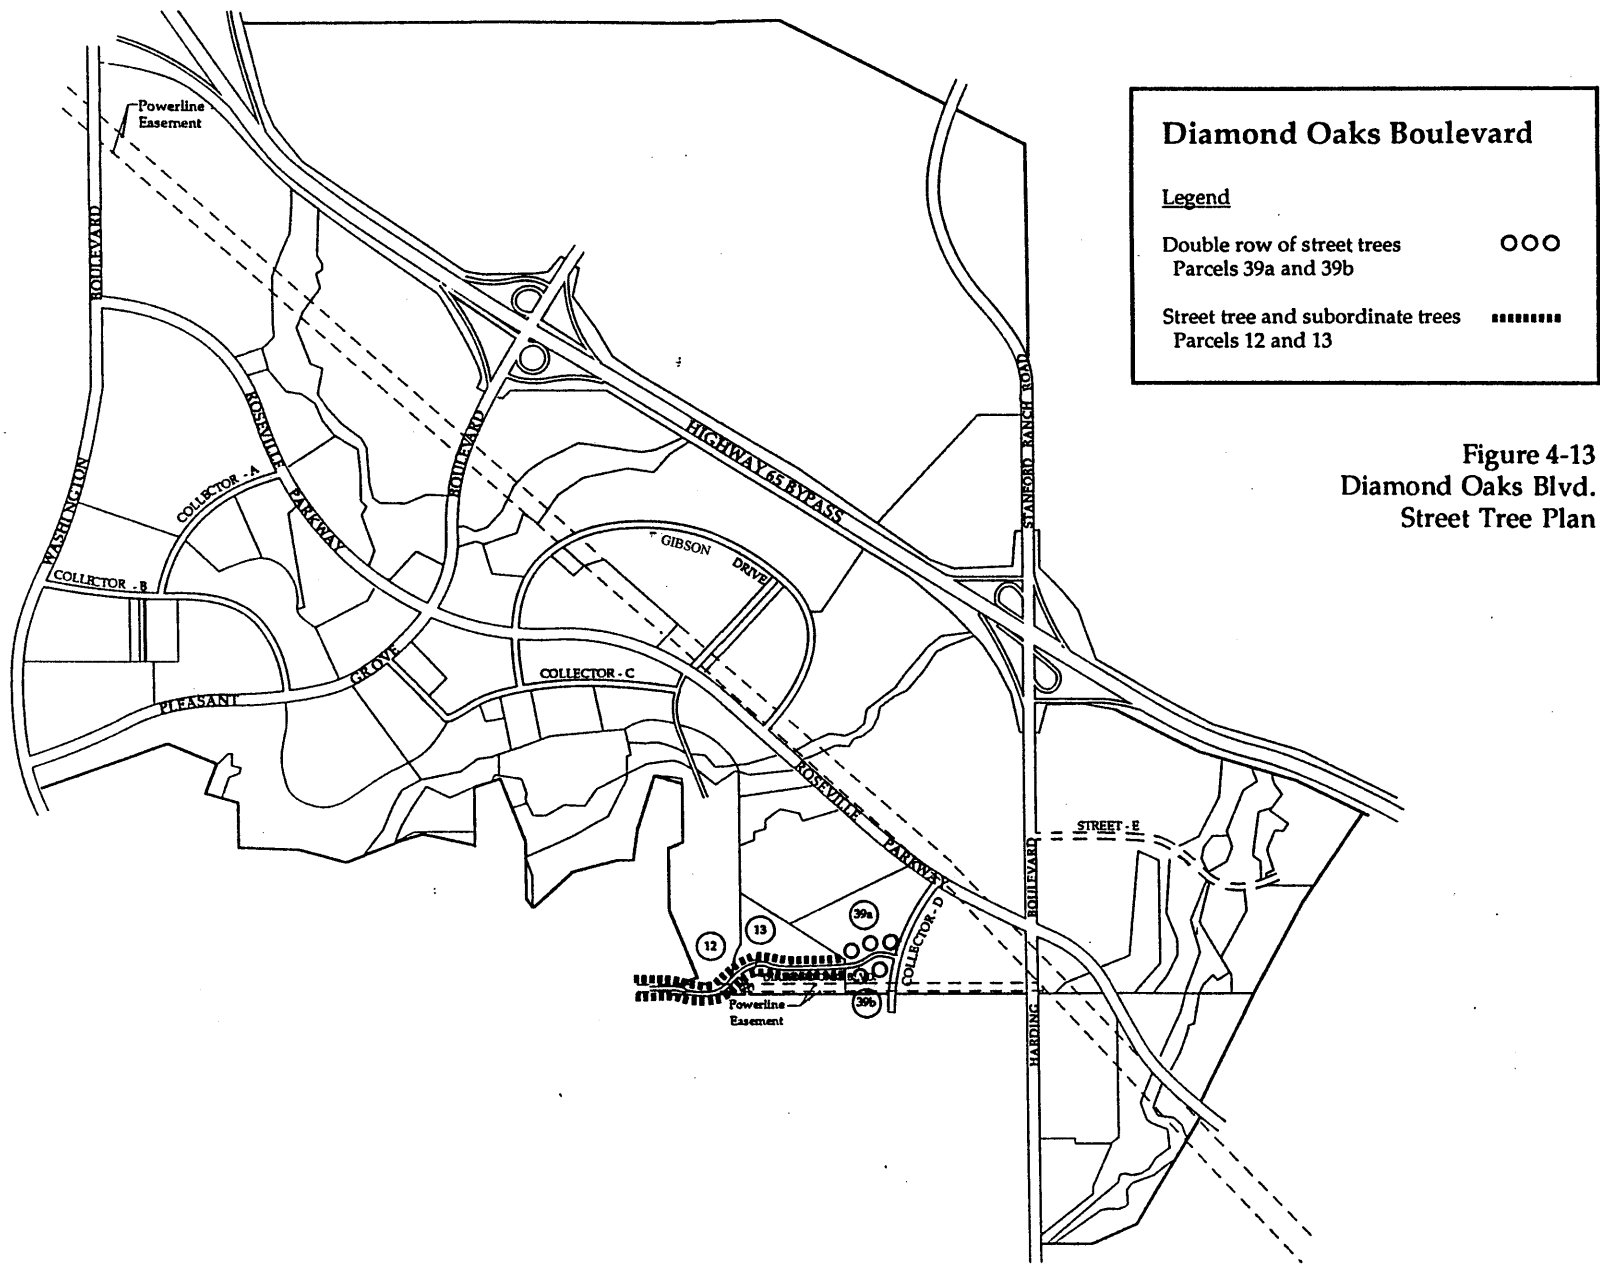 Powerline
Easement
Diamond Oaks Boulevard
Legend
Double row of street trees
Parcels 39a and 39b
Street tree and subordinate trees
Parcels 12 and 13
Figure 4-13
Diamond Oaks Blvd.
Street Tree Plan
WASHINGTON
BOULEVARD
ROSEVILLE
PARKWAY
BOULEVARD
HIGHWAY 65 BYPASS
STANFORD RANCH ROAD
COLLECTOR - A
COLLECTOR - B
GIBSON
DRIVE
PLEASANT
GROVE
COLLECTOR - C
ROSEVILLE
PARKWAY
STREET - E
HARDING
BOULEVARD
COLLECTOR - D
39a
13
12
BLVD.
39b
Powerline
Easement